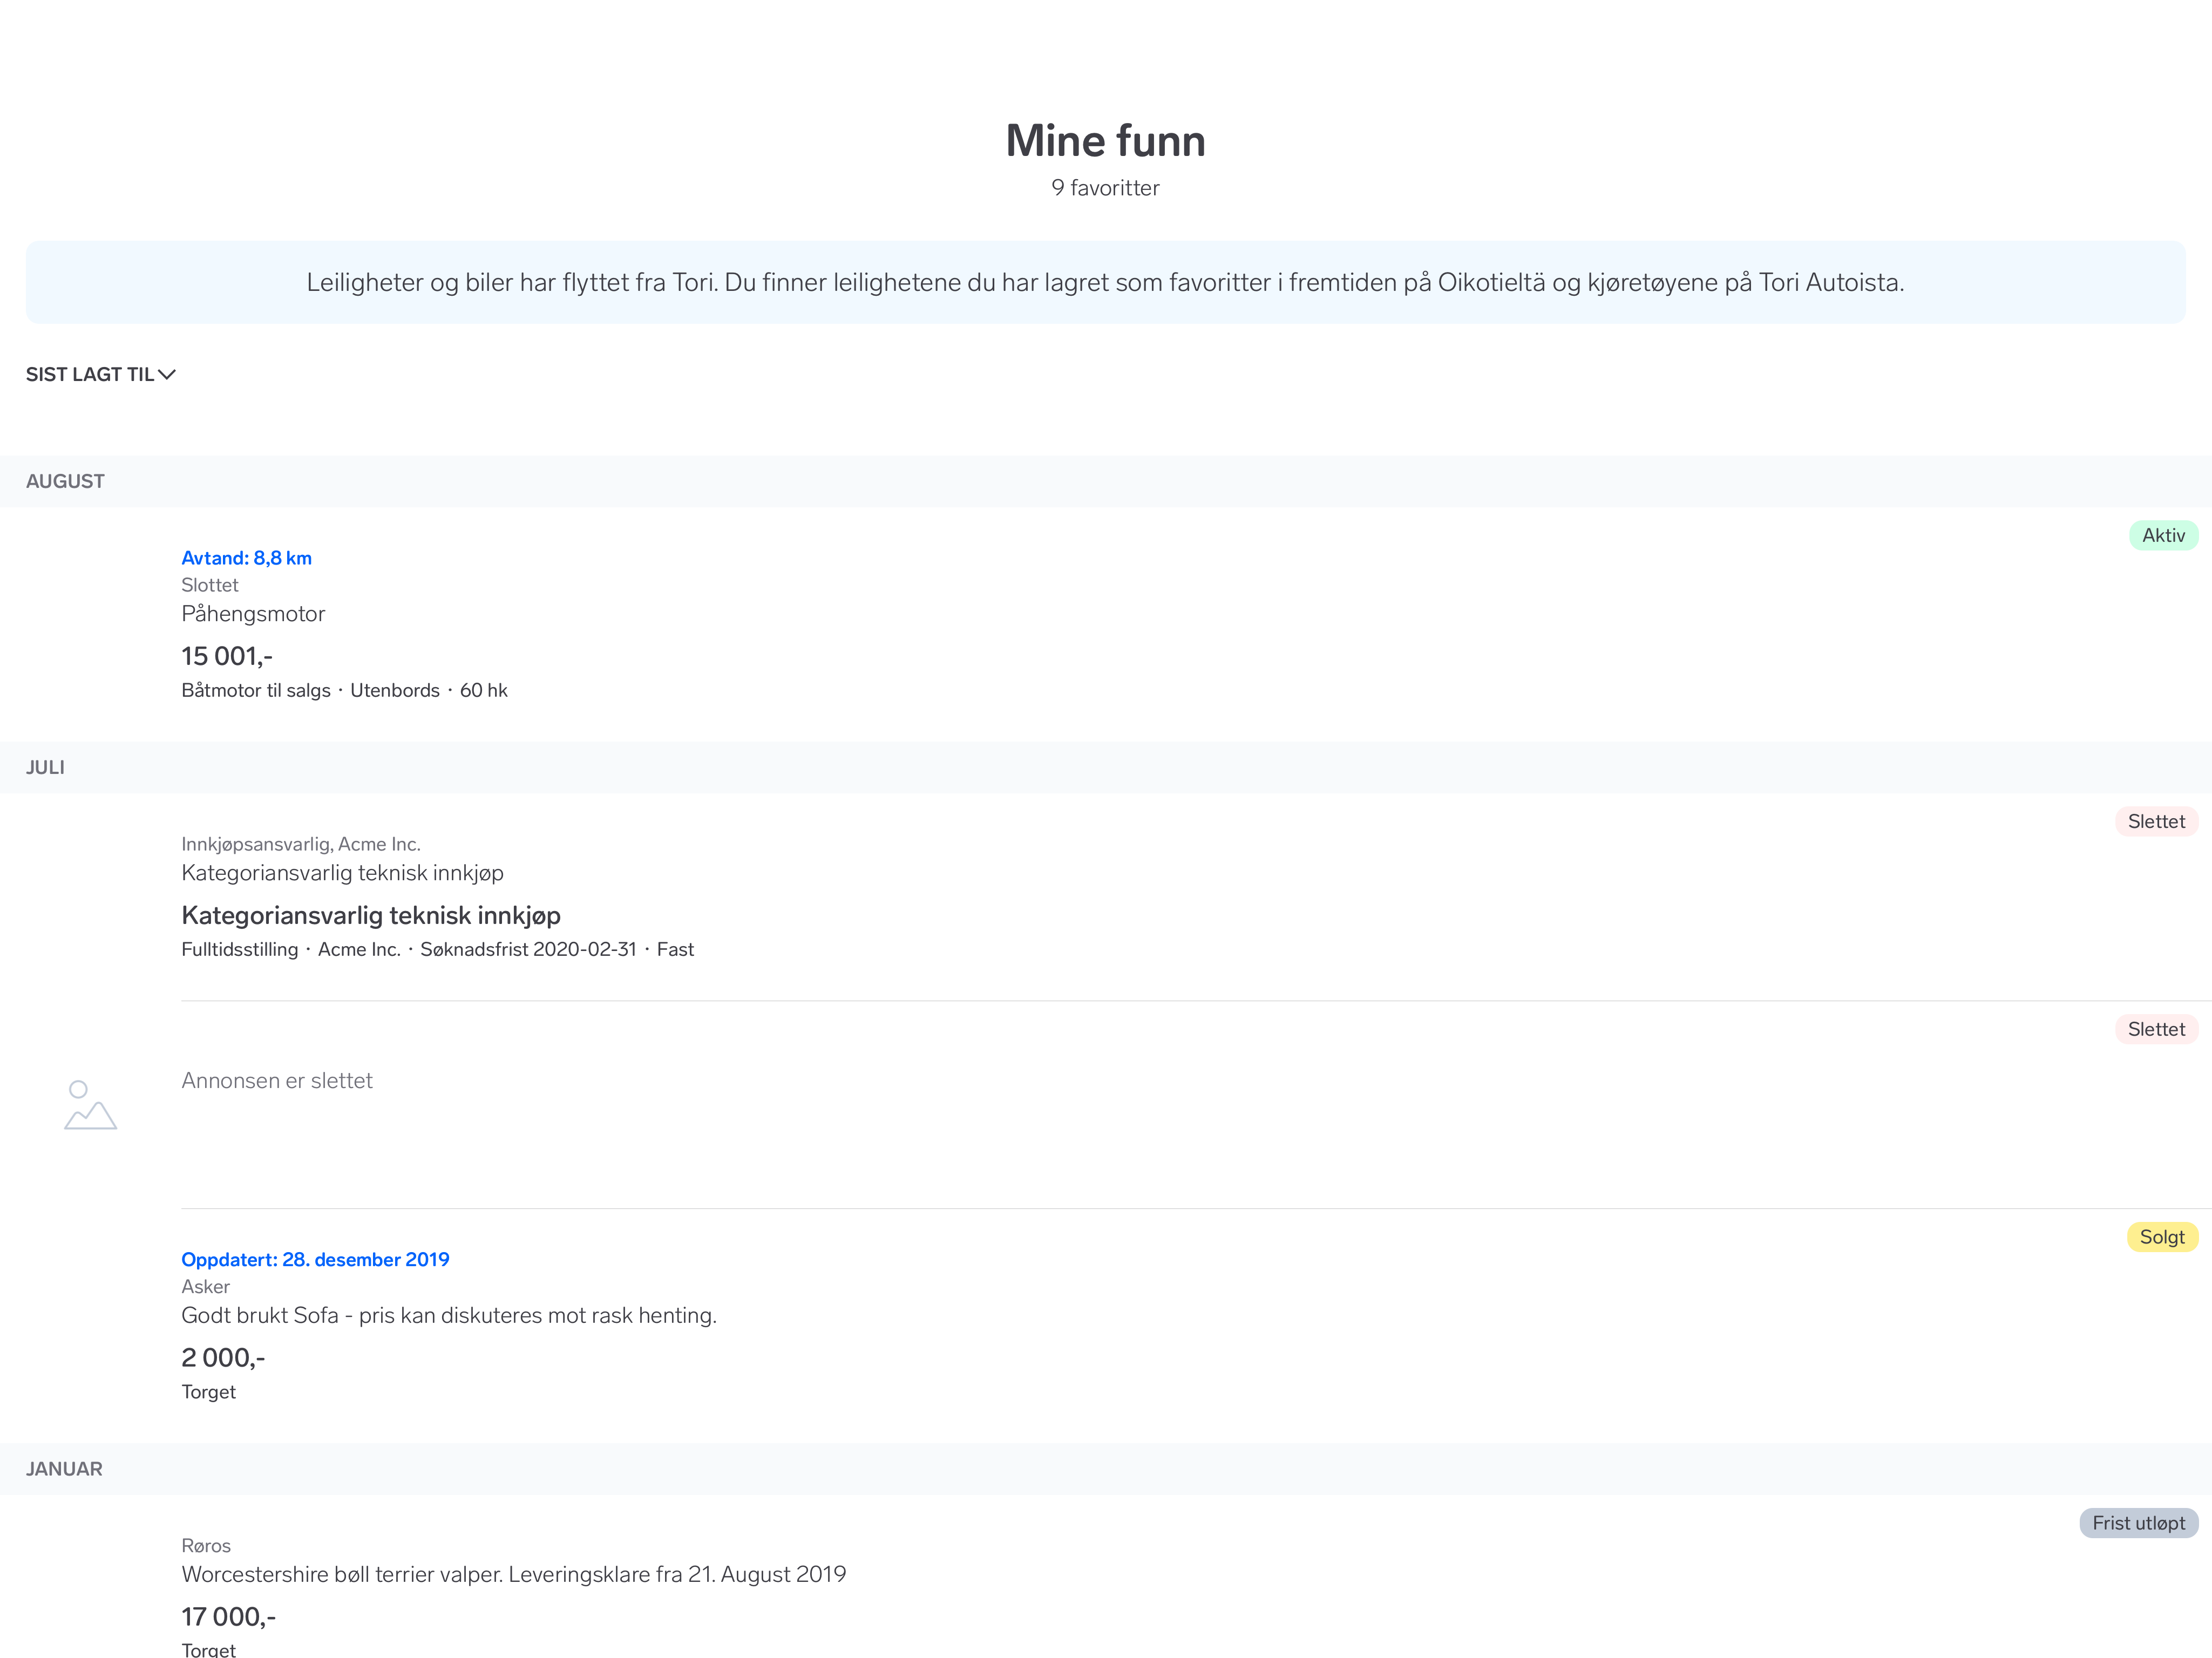 Mine funn
9 favoritter
Leiligheter og biler har flyttet fra Tori. Du finner leilighetene du har lagret som favoritter i fremtiden på Oikotieltä og kjøretøyene på Tori Autoista.
SIST LAGT TIL
AUGUST
Aktiv
Avtand: 8,8 km
Slottet
Påhengsmotor
15 001,-
Båtmotor til salgs · Utenbords · 60 hk
JULI
Slettet
Innkjøpsansvarlig, Acme Inc.
Kategoriansvarlig teknisk innkjøp
Kategoriansvarlig teknisk innkjøp
Fulltidsstilling · Acme Inc. · Søknadsfrist 2020-02-31 · Fast
Slettet
Annonsen er slettet
Solgt
Oppdatert: 28. desember 2019
Asker
Godt brukt Sofa - pris kan diskuteres mot rask henting.
2 000,-
Torget
JANUAR
Frist utløpt
Røros
Worcestershire bøll terrier valper. Leveringsklare fra 21. August 2019
17 000,-
Torget